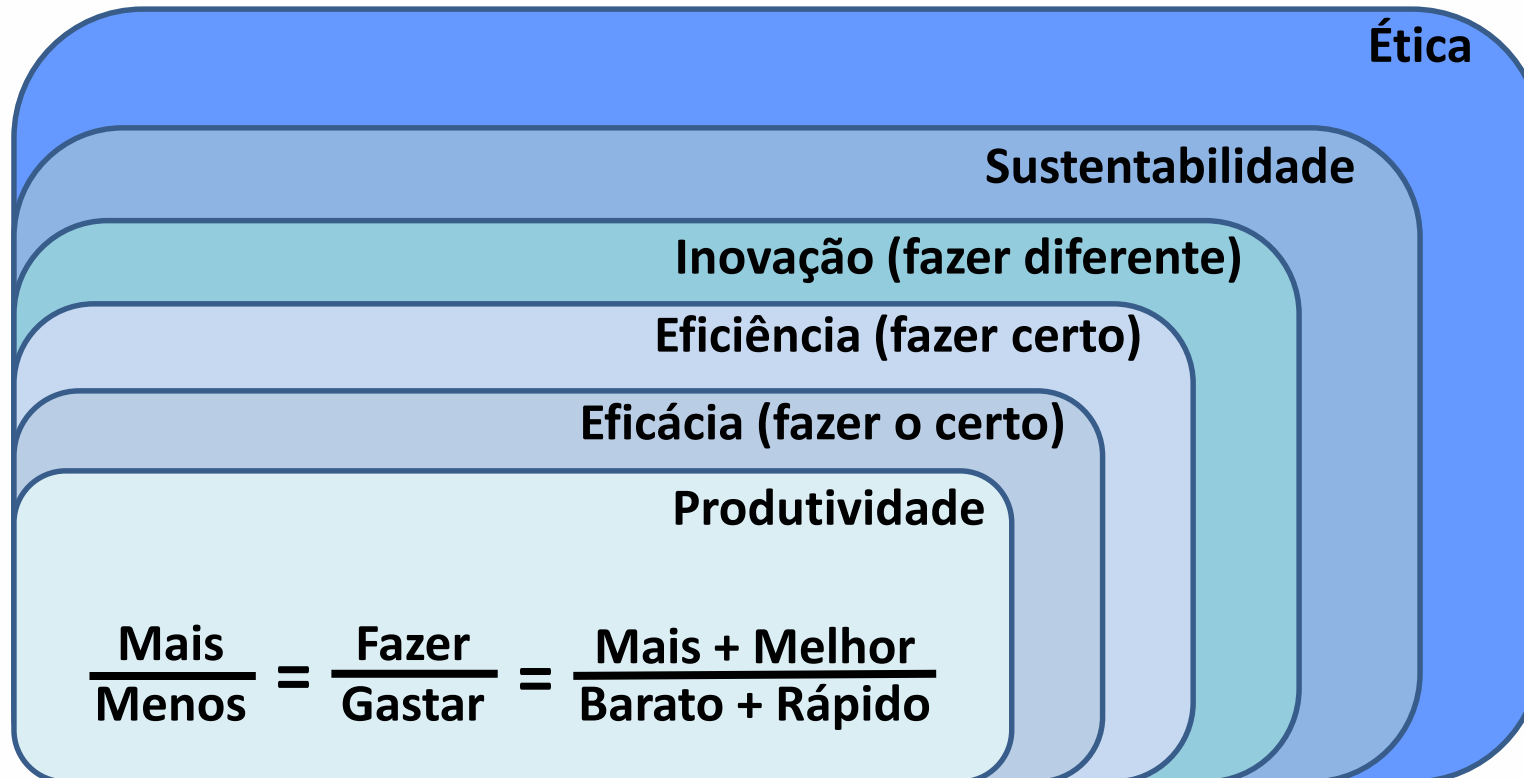 Ética
Sustentabilidade
Inovação (fazer diferente)
Eficiência (fazer certo)
Eficácia (fazer o certo)
Produtividade
Mais = Fazer = Mais + Melhor
Menos Gastar Barato + Rápido